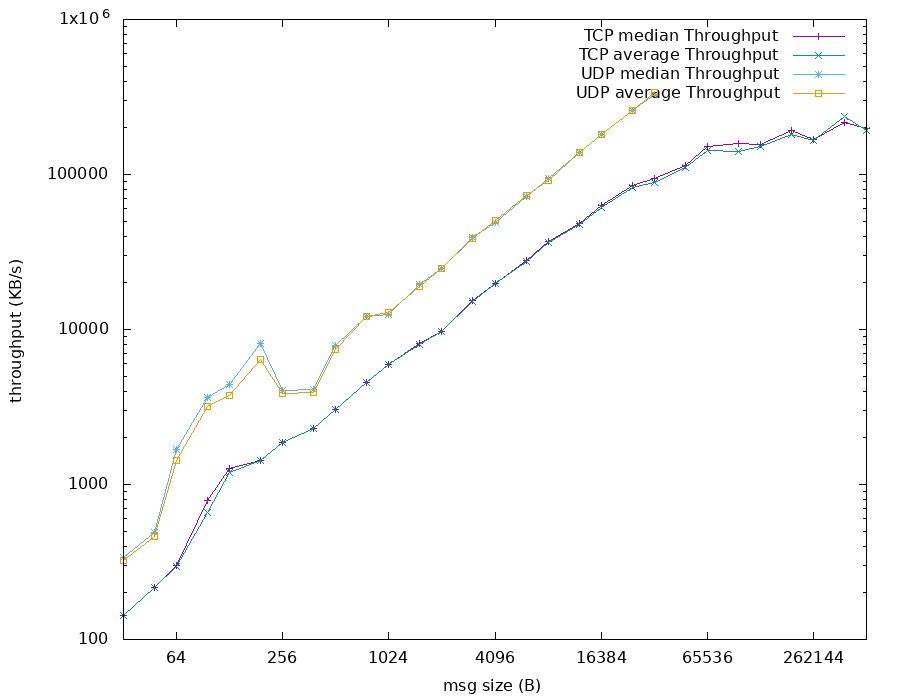 1x10^6
100000
10000
1000
100
throughput (KB/s)
TCP median Throughput
TCP average Throughput
UDP median Throughput
UDP average Throughput
64 256 1024 4096 16384 65536 262144
msg size (B)